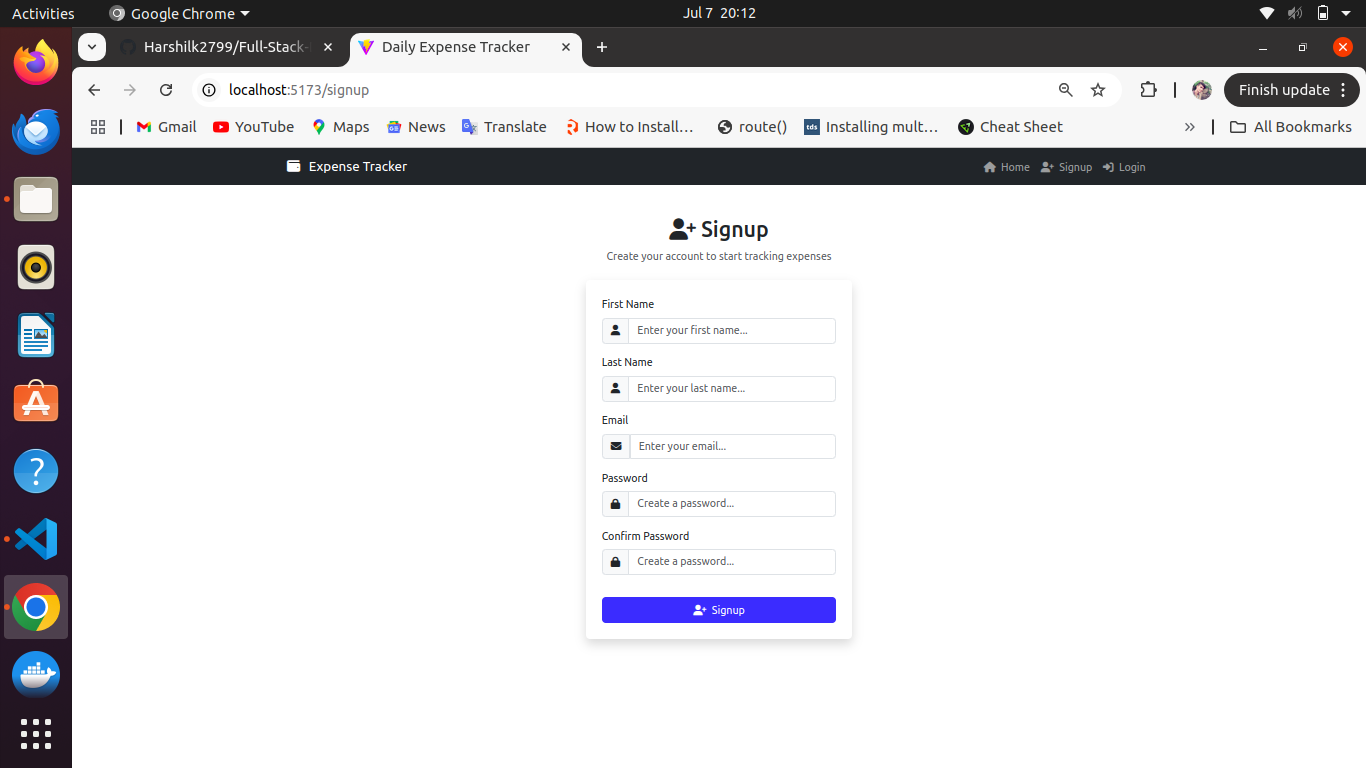 Activities Google Chrome Jul 7 20:12
Harshilk2799/Full-Stack- Daily Expense Tracker
localhost:5173/signup Finish update
Gmail YouTube Maps News Translate How to Install… route() tds Installing mult… Cheat Sheet » All Bookmarks
Expense Tracker Home Signup Login
Signup
Create your account to start tracking expenses
First Name
Enter your first name...
Last Name
Enter your last name...
Email
Enter your email...
Password
Create a password...
Confirm Password
Create a password...
Signup